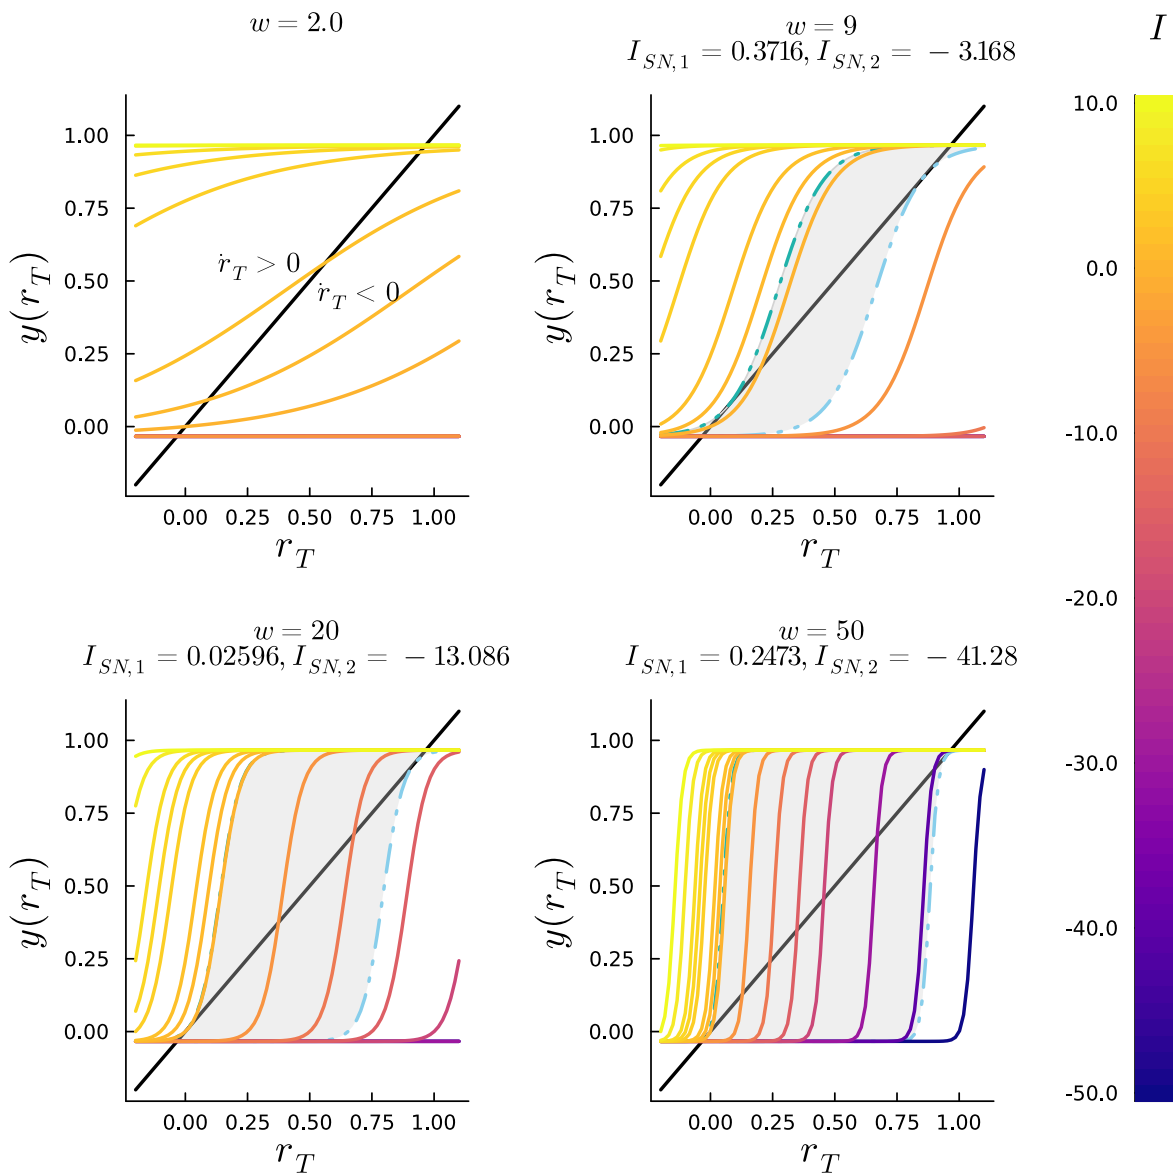 w = 2.0
w = 9
I_{SN,1} = 0.3716, I_{SN,2} = − 3.168
I
1.00
0.75
0.50
0.25
0.00
y(r_T)
ṙ_T > 0
ṙ_T < 0
0.00 0.25 0.50 0.75 1.00
r_T
1.00
0.75
0.50
0.25
0.00
y(r_T)
0.00 0.25 0.50 0.75 1.00
r_T
w = 20
I_{SN,1} = 0.02596, I_{SN,2} = − 13.086
1.00
0.75
0.50
0.25
0.00
y(r_T)
0.00 0.25 0.50 0.75 1.00
r_T
w = 50
I_{SN,1} = 0.2473, I_{SN,2} = − 41.28
1.00
0.75
0.50
0.25
0.00
y(r_T)
0.00 0.25 0.50 0.75 1.00
r_T
10.0
0.0
-10.0
-20.0
-30.0
-40.0
-50.0